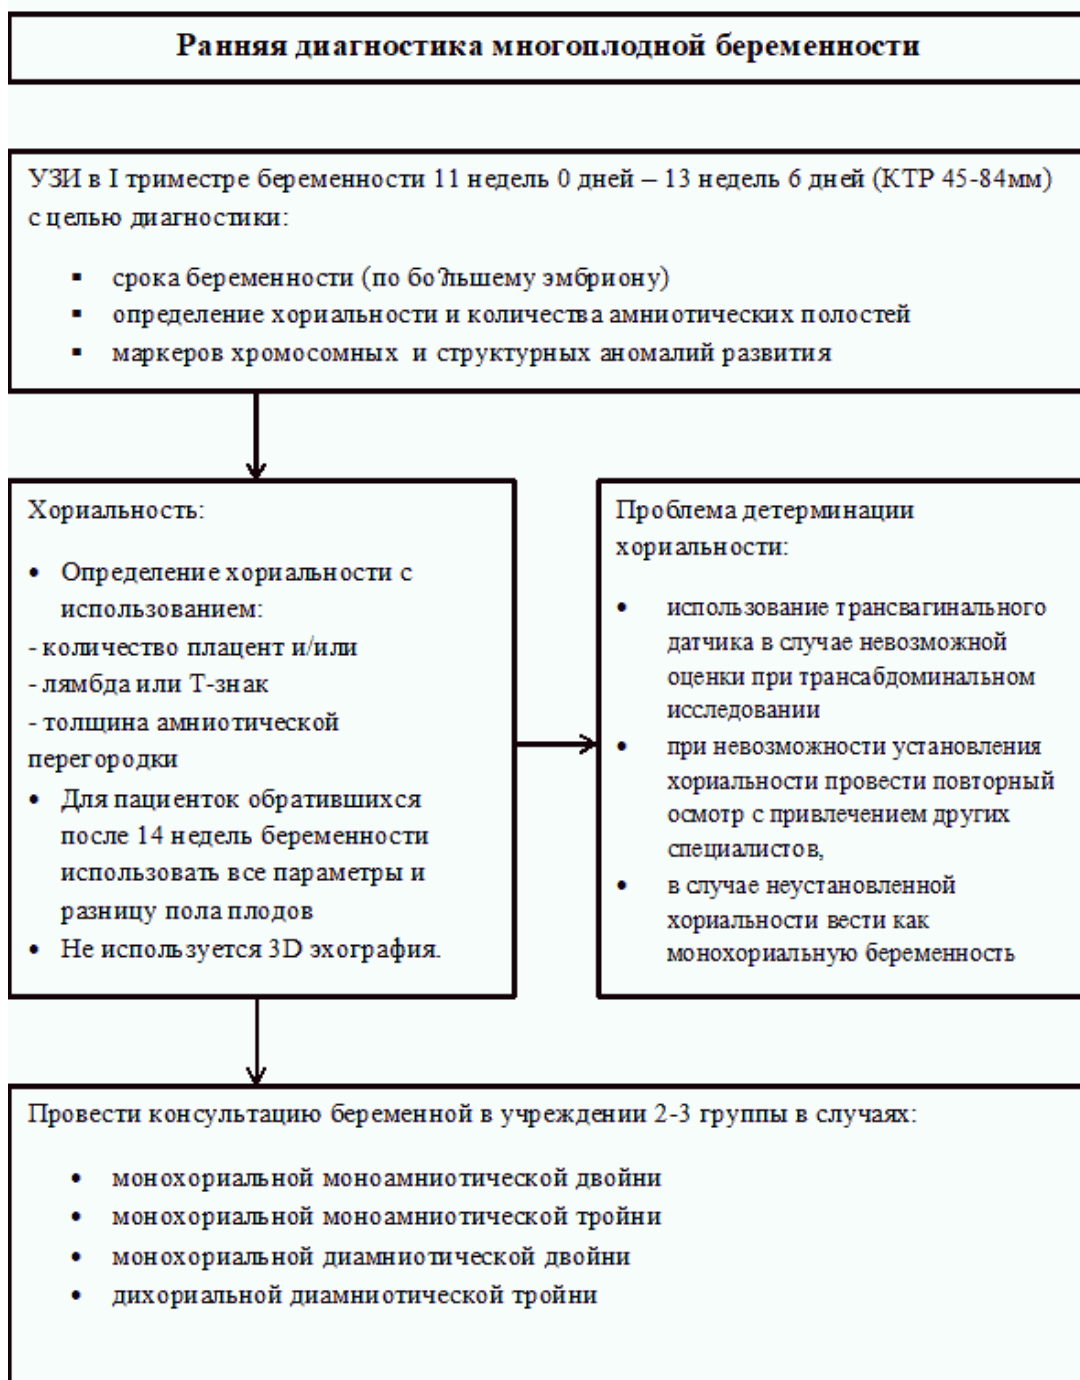 Ранняя диагностика многоплодной беременности
УЗИ в I триместре беременности 11 недель 0 дней – 13 недель 6 дней (КТР 45-84мм)
с целью диагностики:
▪ срока беременности (по бо?льшему эмбриону)
▪ определение хориальности и количества амниотических полостей
▪ маркеров хромосомных и структурных аномалий развития
Хориальность:
• Определение хориальности с
использованием:
- количество плацент и/или
- лямбда или Т-знак
- толщина амниотической
перегородки
• Для пациенток обратившихся
после 14 недель беременности
использовать все параметры и
разницу пола плодов
• Не используется 3D эхография.
Проблема детерминации
хориальности:
• использование трансвагинального
датчика в случае невозможной
оценки при трансабдоминальном
исследовании
• при невозможности установления
хориальности провести повторный
осмотр с привлечением других
специалистов,
• в случае неустановленной
хориальности вести как
монохориальную беременность
Провести консультацию беременной в учреждении 2-3 группы в случаях:
• монохориальной моноамниотической двойни
• монохориальной моноамниотической тройни
• монохориальной диамниотической двойни
• дихориальной диамниотической тройни